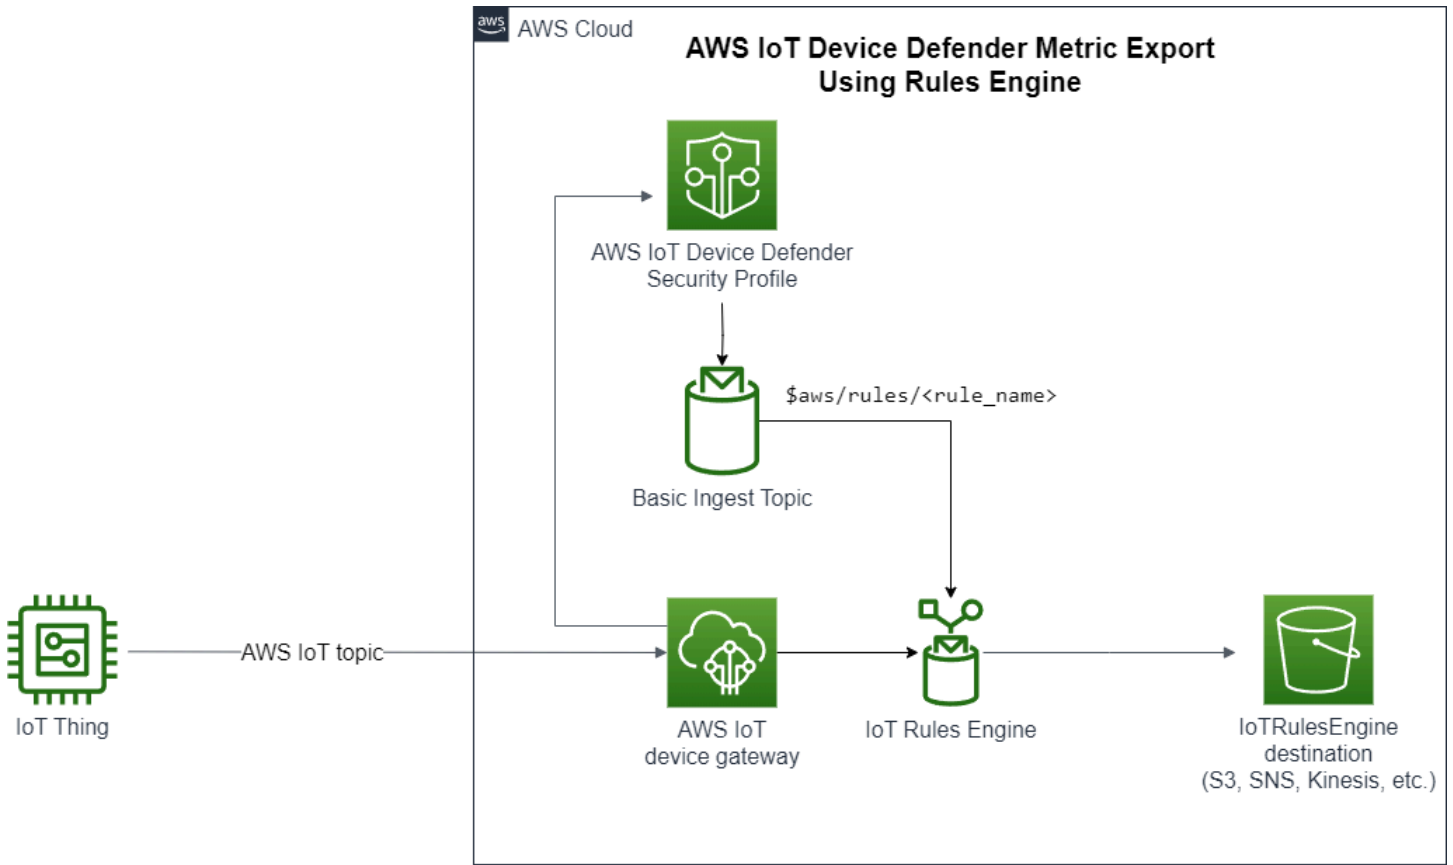 aws
AWS Cloud
AWS IoT Device Defender Metric Export
Using Rules Engine
AWS IoT Device Defender
Security Profile
$aws/rules/<rule_name>
Basic Ingest Topic
AWS IoT topic
IoT Thing
AWS IoT
device gateway
IoT Rules Engine
IoTRulesEngine
destination
(S3, SNS, Kinesis, etc.)